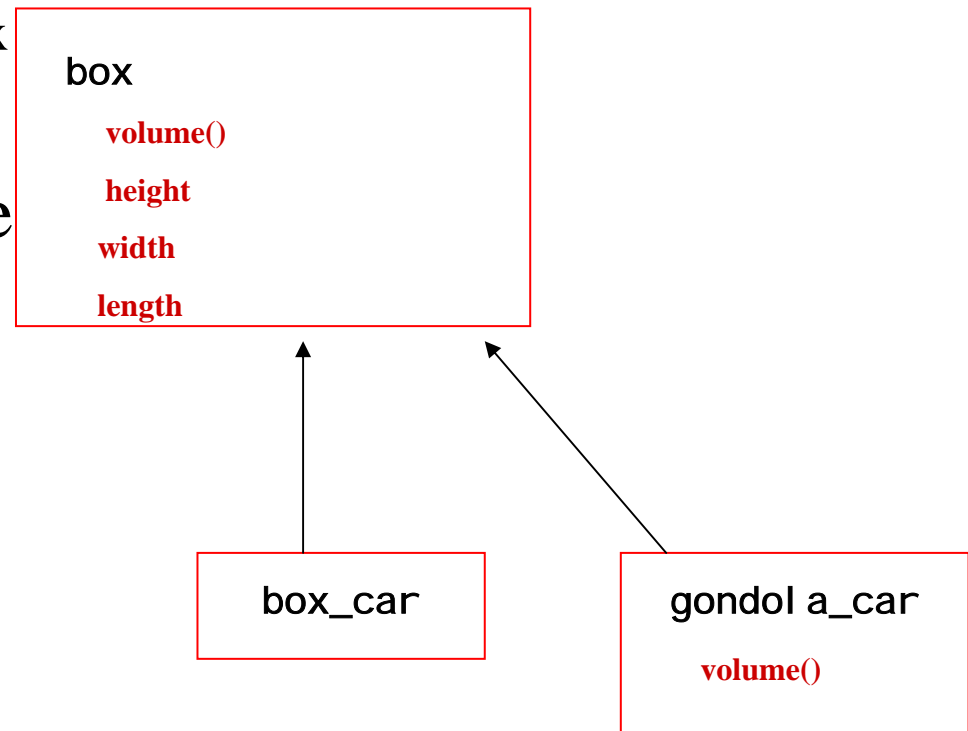 k
box
volume()
height
e
width
length
box_car
gondol a_car
volume()